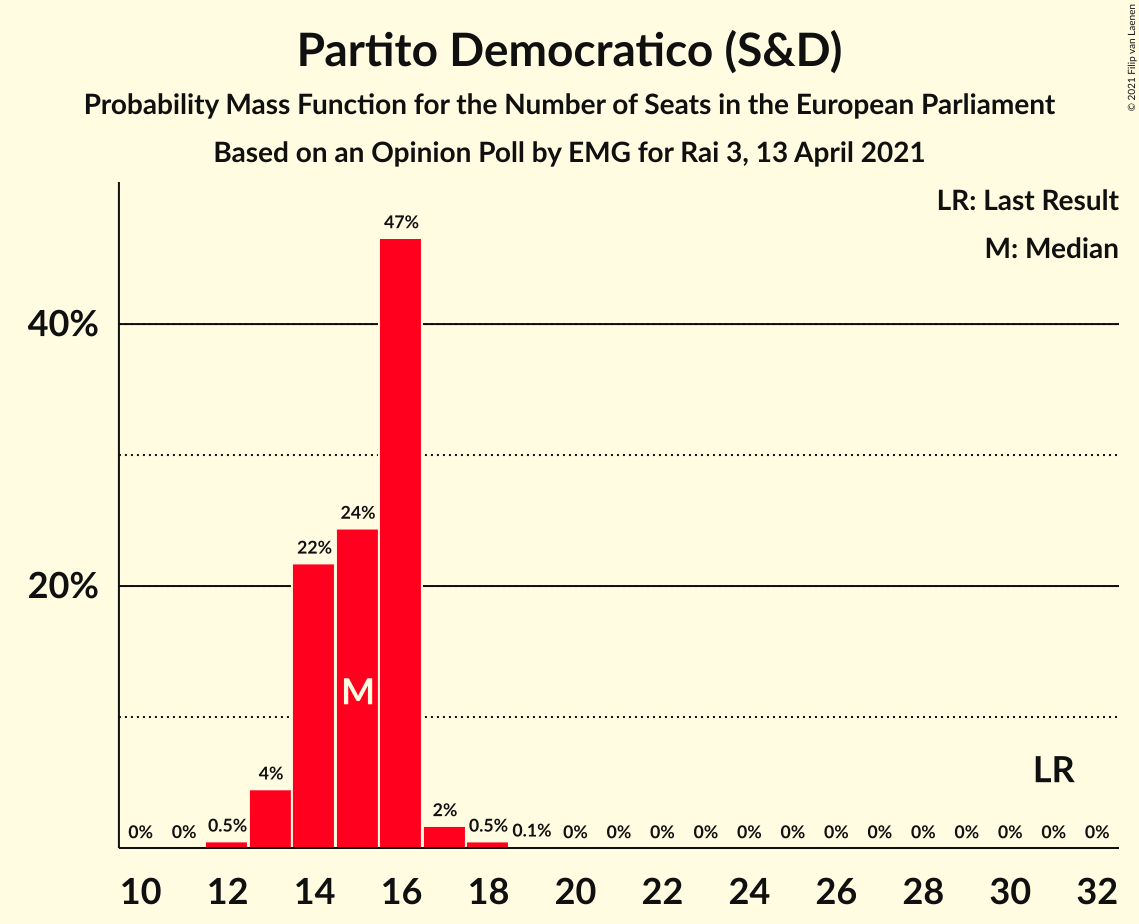 Partito Democratico (S&D)
Probability Mass Function for the Number of Seats in the European Parliament
Based on an Opinion Poll by EMG for Rai 3, 13 April 2021
© 2021 Filip van Laenen
LR: Last Result
M: Median
47%
40%
24%
22%
20%
M
LR
4%
2%
0% 0% 0.5% 0.5% 0.1% 0% 0% 0% 0% 0% 0% 0% 0% 0% 0% 0% 0% 0%
10 12 14 16 18 20 22 24 26 28 30 32